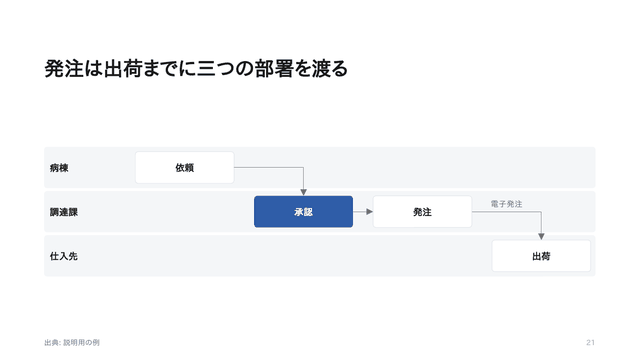 発注は出荷までに三つの部署を渡る
病棟
依頼
調達課
承認
発注
電子発注
仕入先
出荷
出典: 説明用の例
21